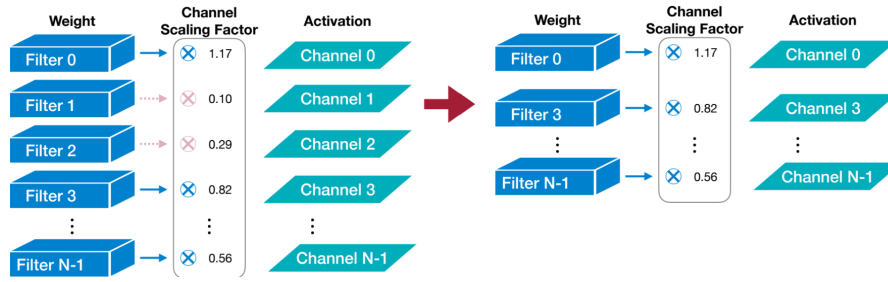 Weight
Channel
Scaling Factor
Activation
Filter 0
1.17
Channel 0
Filter 1
0.10
Channel 1
Filter 2
0.29
Channel 2
Filter 3
0.82
Channel 3
Filter N-1
0.56
Channel N-1
Weight
Channel
Scaling Factor
Activation
Filter 0
1.17
Channel 0
Filter 3
0.82
Channel 3
Filter N-1
0.56
Channel N-1